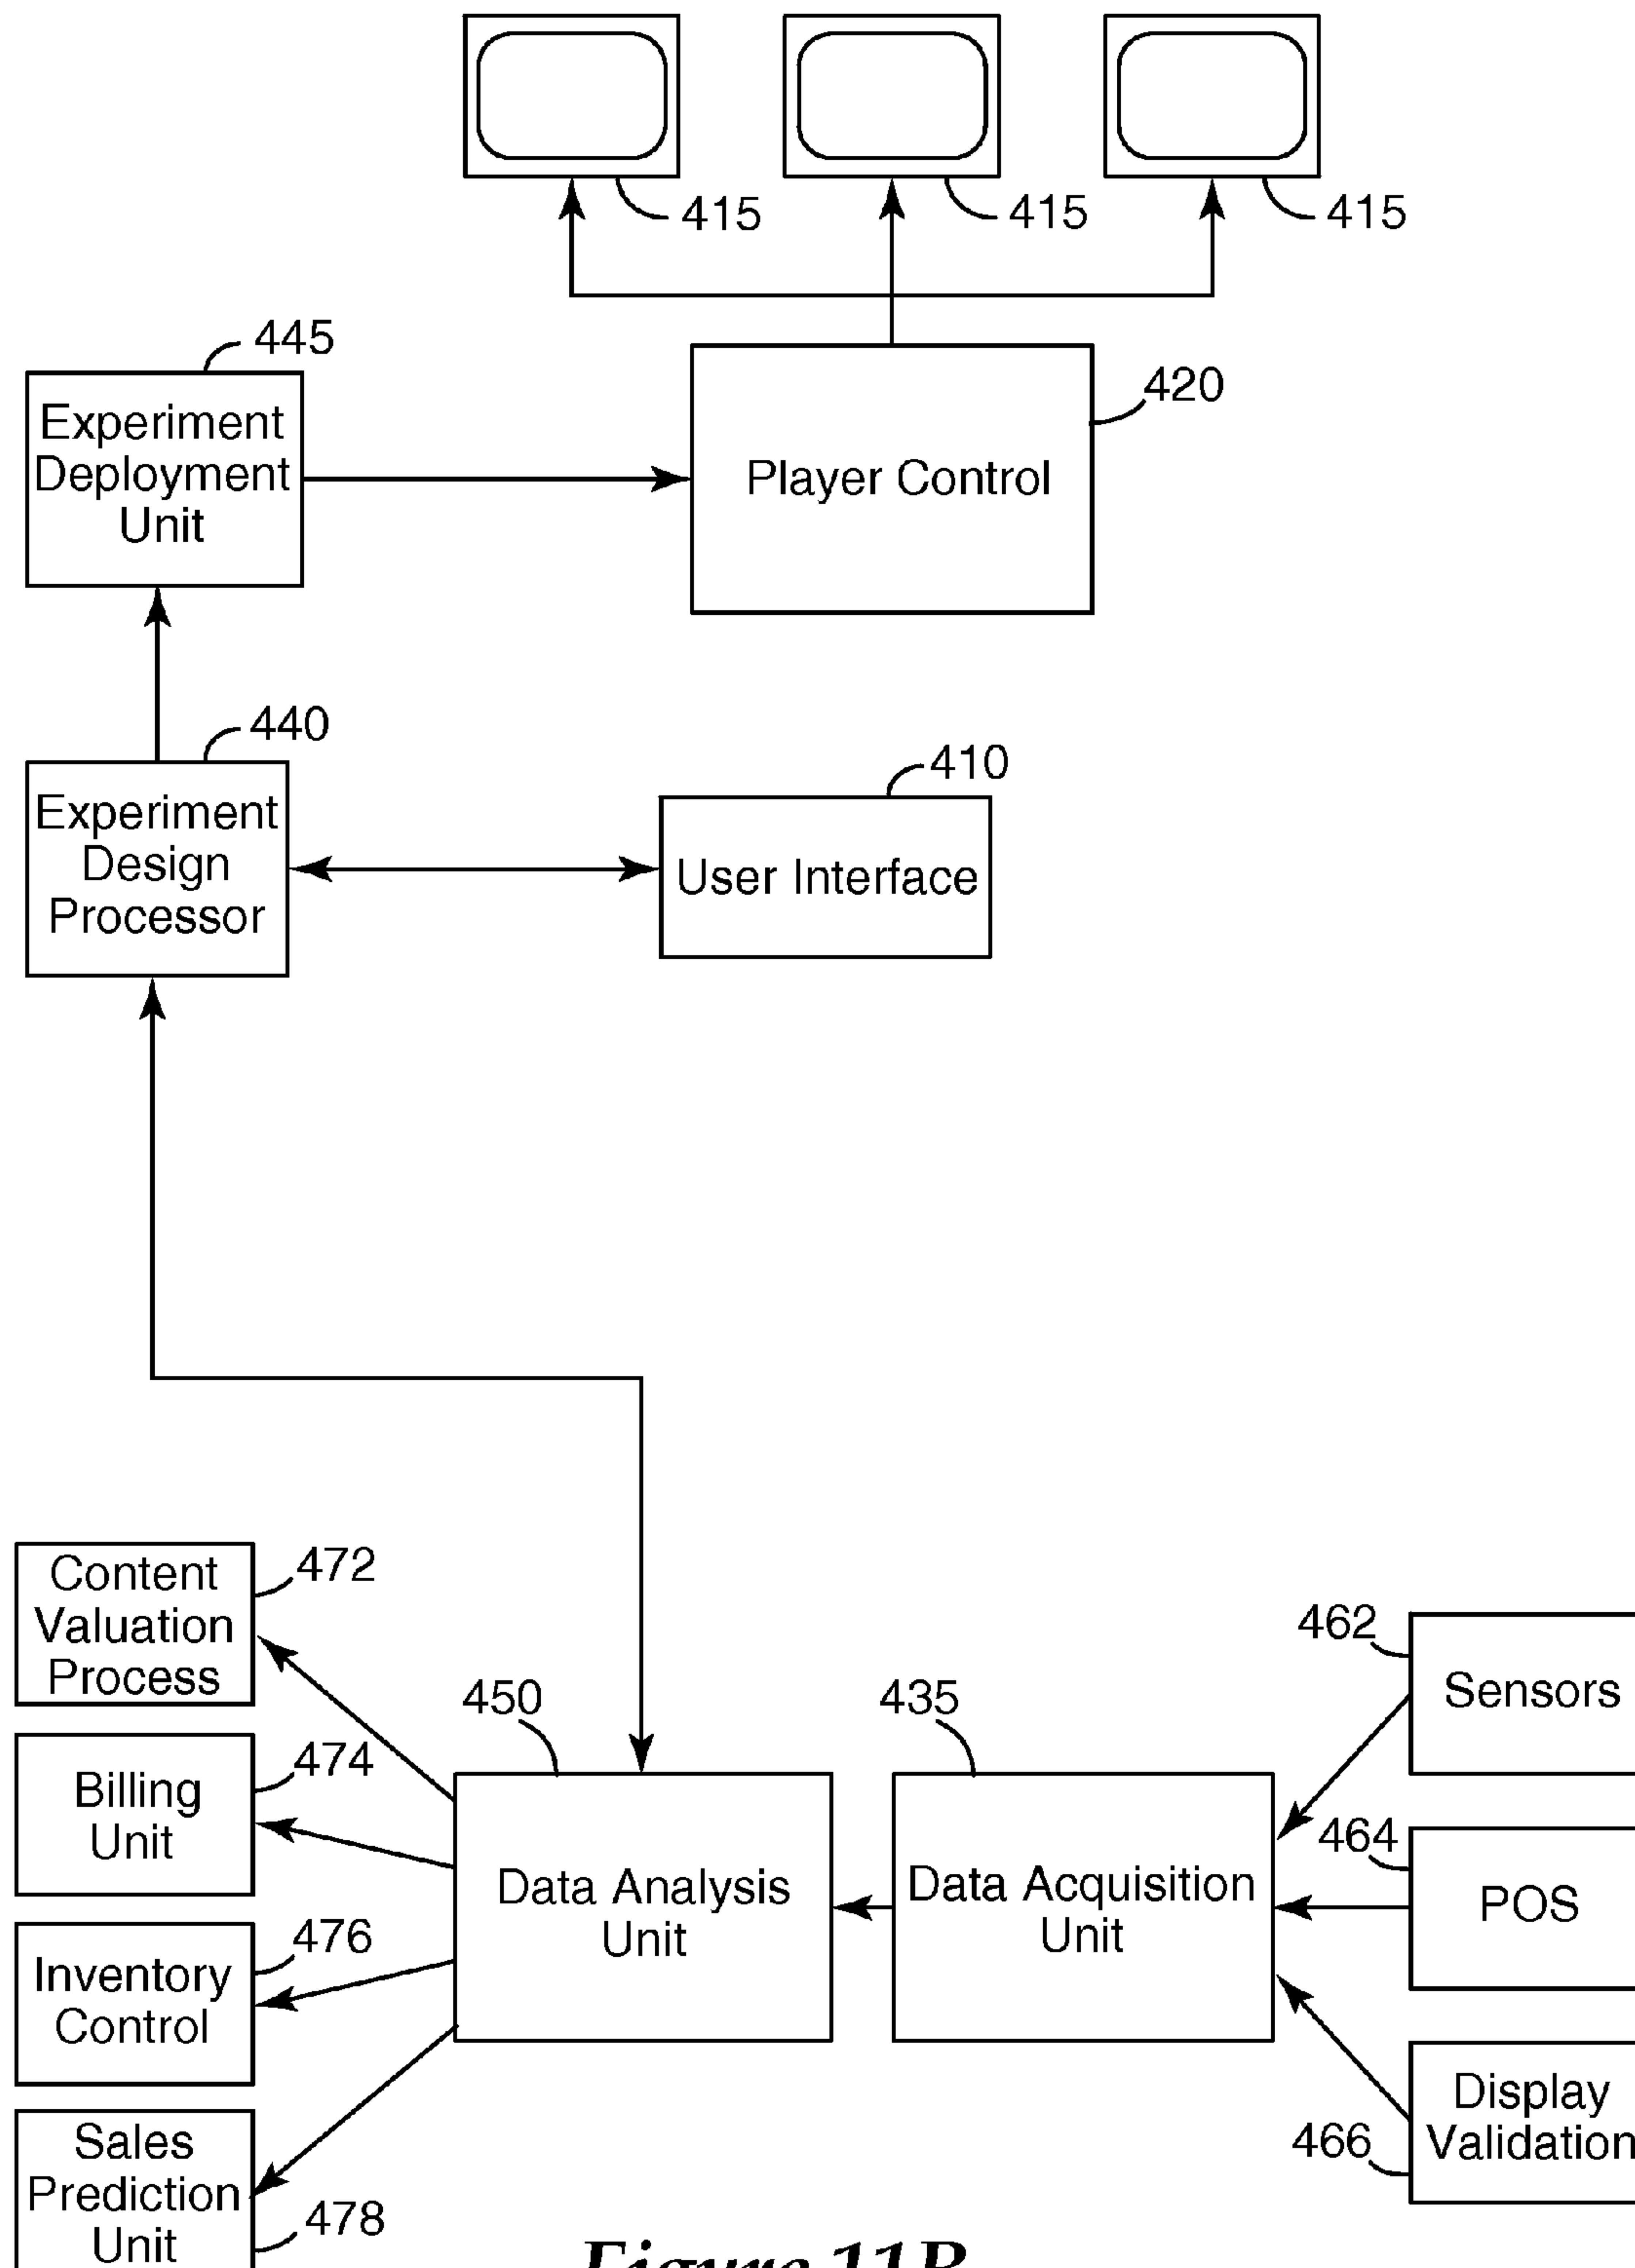 415
415
415
445
Experiment
Deployment
Unit
420
Player Control
440
Experiment
Design
Processor
410
User Interface
Content
Valuation
Process
472
Billing
Unit
474
Inventory
Control
476
Sales
Prediction
Unit
478
450
Data Analysis
Unit
435
Data Acquisition
Unit
462
Sensors
464
POS
Display
Validation
466
Figure 11B